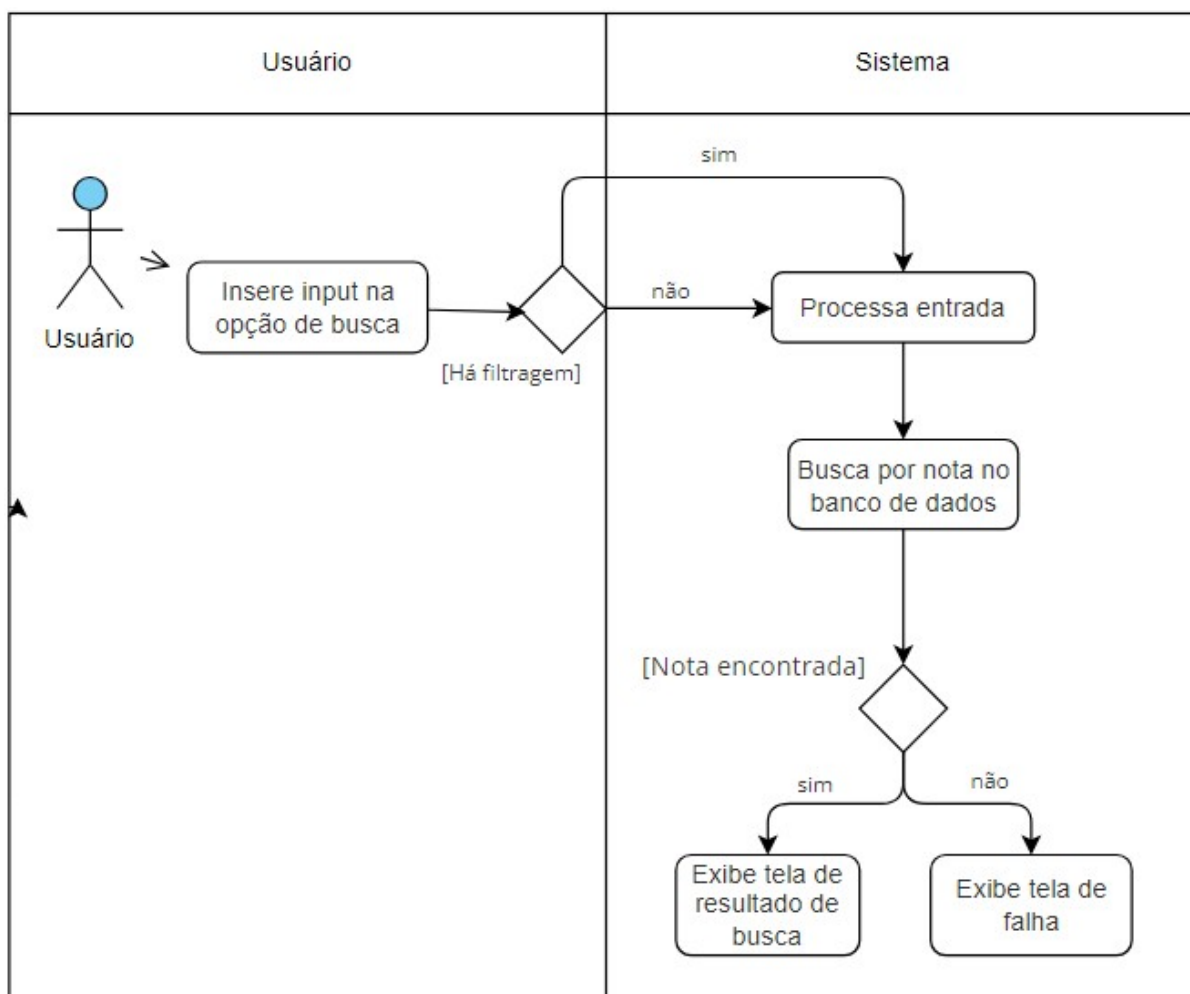 Usuário
Sistema
sim
Usuário
Insere input na
opção de busca
[Há filtragem]
não
Processa entrada
Busca por nota no
banco de dados
[Nota encontrada]
sim
não
Exibe tela de
resultado de
busca
Exibe tela de
falha